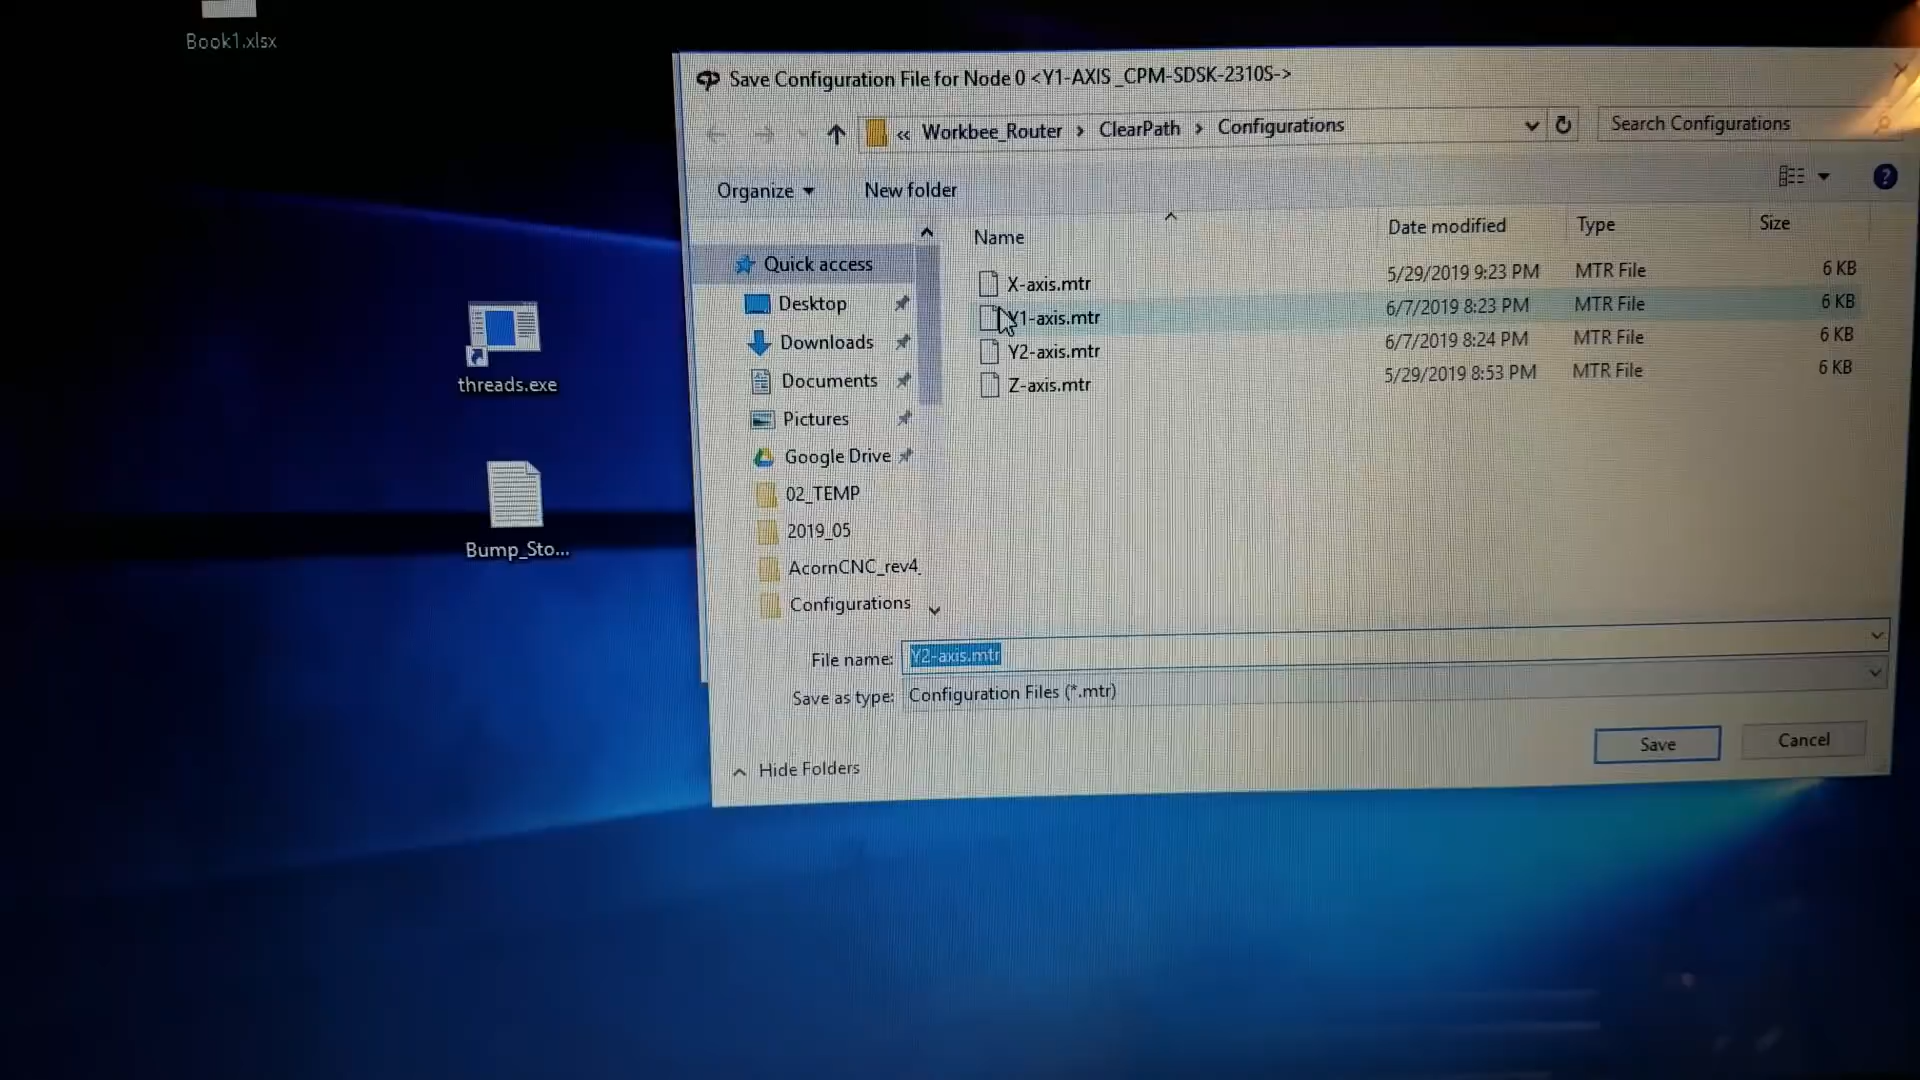 Book1.xlsx
Save Configuration File for Node 0 <Y1-AXIS _CPM-SDSK-2310S->
« Workbee_Router > ClearPath > Configurations
Search Configurations
Organize
New folder
Name
Date modified
Type
Size
Quick access
Desktop
Downloads
Documents
Pictures
Google Drive
02_TEMP
2019_05
AcornCNC_rev4_
Configurations
X-axis.mtr 5/29/2019 9:23 PM MTR File 6 KB
Y1-axis.mtr 6/7/2019 8:23 PM MTR File 6 KB
Y2-axis.mtr 6/7/2019 8:24 PM MTR File 6 KB
Z-axis.mtr 5/29/2019 8:53 PM MTR File 6 KB
threads.exe
Bump_Sto...
File name: Y2-axis.mtr
Save as type: Configuration Files (*.mtr)
Hide Folders
Save
Cancel